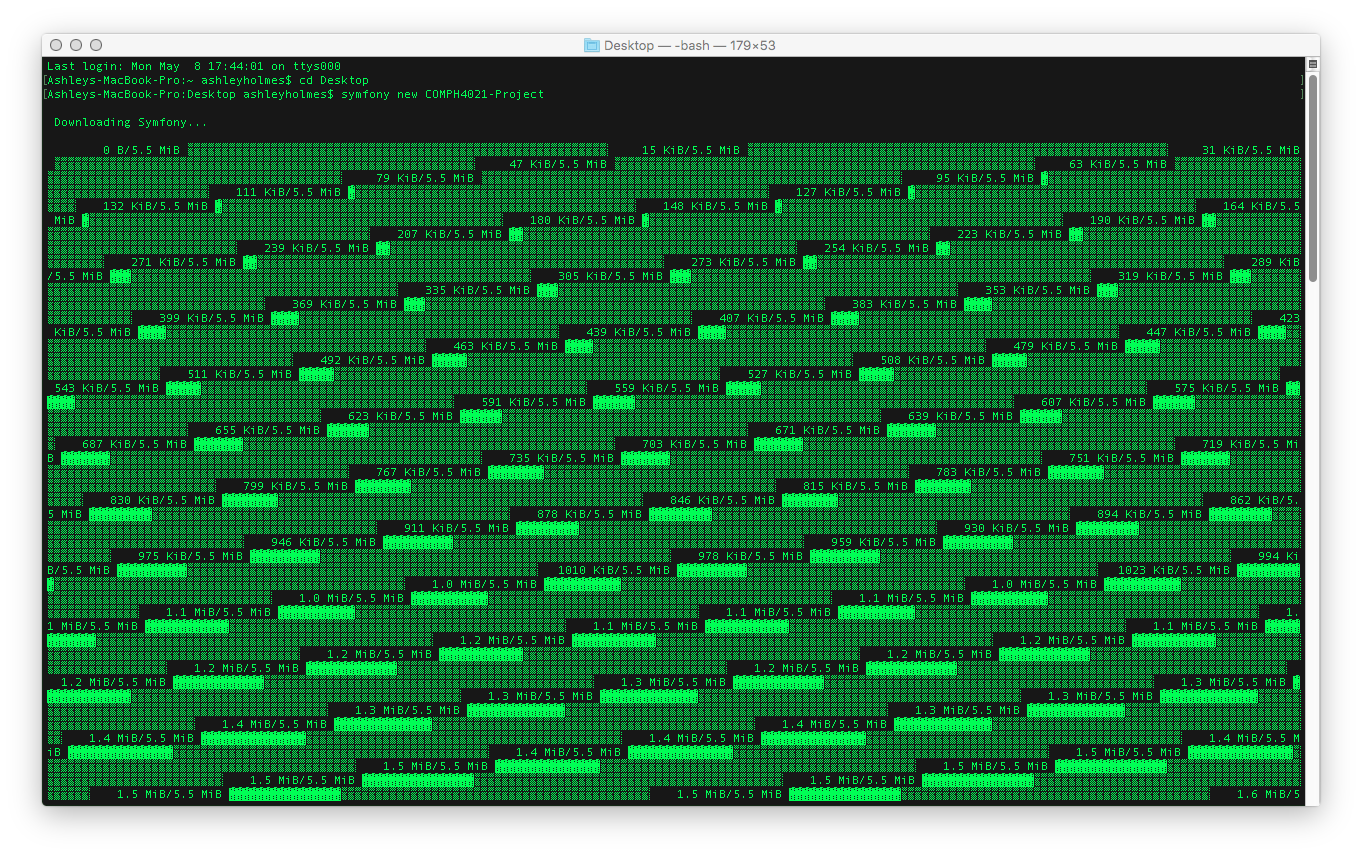 Desktop — -bash — 179×53
Last login: Mon May  8 17:44:01 on ttys000
[Ashleys-MacBook-Pro:~ ashleyholmes$ cd Desktop ]
[Ashleys-MacBook-Pro:Desktop ashleyholmes$ symfony new COMPH4021-Project ]
Downloading Symfony...
0 B/5.5 MiB 15 KiB/5.5 MiB 31 KiB/5.5 MiB
47 KiB/5.5 MiB 63 KiB/5.5 MiB
79 KiB/5.5 MiB 95 KiB/5.5 MiB
111 KiB/5.5 MiB 127 KiB/5.5 MiB
132 KiB/5.5 MiB 148 KiB/5.5 MiB 164 KiB/5.5
MiB 180 KiB/5.5 MiB 190 KiB/5.5 MiB
207 KiB/5.5 MiB 223 KiB/5.5 MiB
239 KiB/5.5 MiB 254 KiB/5.5 MiB
271 KiB/5.5 MiB 273 KiB/5.5 MiB 289 KiB
/5.5 MiB 305 KiB/5.5 MiB 319 KiB/5.5 MiB
335 KiB/5.5 MiB 353 KiB/5.5 MiB
369 KiB/5.5 MiB 383 KiB/5.5 MiB
399 KiB/5.5 MiB 407 KiB/5.5 MiB 423
KiB/5.5 MiB 439 KiB/5.5 MiB 447 KiB/5.5 MiB
463 KiB/5.5 MiB 479 KiB/5.5 MiB
492 KiB/5.5 MiB 508 KiB/5.5 MiB
511 KiB/5.5 MiB 527 KiB/5.5 MiB
543 KiB/5.5 MiB 559 KiB/5.5 MiB 575 KiB/5.5 MiB
591 KiB/5.5 MiB 607 KiB/5.5 MiB
623 KiB/5.5 MiB 639 KiB/5.5 MiB
655 KiB/5.5 MiB 671 KiB/5.5 MiB
687 KiB/5.5 MiB 703 KiB/5.5 MiB 719 KiB/5.5 Mi
B 735 KiB/5.5 MiB 751 KiB/5.5 MiB
767 KiB/5.5 MiB 783 KiB/5.5 MiB
799 KiB/5.5 MiB 815 KiB/5.5 MiB
830 KiB/5.5 MiB 846 KiB/5.5 MiB 862 KiB/5.
5 MiB 878 KiB/5.5 MiB 894 KiB/5.5 MiB
911 KiB/5.5 MiB 930 KiB/5.5 MiB
946 KiB/5.5 MiB 959 KiB/5.5 MiB
975 KiB/5.5 MiB 978 KiB/5.5 MiB 994 Ki
B/5.5 MiB 1010 KiB/5.5 MiB 1023 KiB/5.5 MiB
1.0 MiB/5.5 MiB 1.0 MiB/5.5 MiB
1.0 MiB/5.5 MiB 1.1 MiB/5.5 MiB
1.1 MiB/5.5 MiB 1.1 MiB/5.5 MiB 1.
1 MiB/5.5 MiB 1.1 MiB/5.5 MiB 1.1 MiB/5.5 MiB
1.2 MiB/5.5 MiB 1.2 MiB/5.5 MiB
1.2 MiB/5.5 MiB 1.2 MiB/5.5 MiB
1.2 MiB/5.5 MiB 1.2 MiB/5.5 MiB
1.2 MiB/5.5 MiB 1.3 MiB/5.5 MiB 1.3 MiB/5.5 MiB
1.3 MiB/5.5 MiB 1.3 MiB/5.5 MiB
1.3 MiB/5.5 MiB 1.3 MiB/5.5 MiB
1.4 MiB/5.5 MiB 1.4 MiB/5.5 MiB
1.4 MiB/5.5 MiB 1.4 MiB/5.5 MiB 1.4 MiB/5.5 M
iB 1.4 MiB/5.5 MiB 1.5 MiB/5.5 MiB
1.5 MiB/5.5 MiB 1.5 MiB/5.5 MiB
1.5 MiB/5.5 MiB 1.5 MiB/5.5 MiB
1.5 MiB/5.5 MiB 1.5 MiB/5.5 MiB 1.6 MiB/5